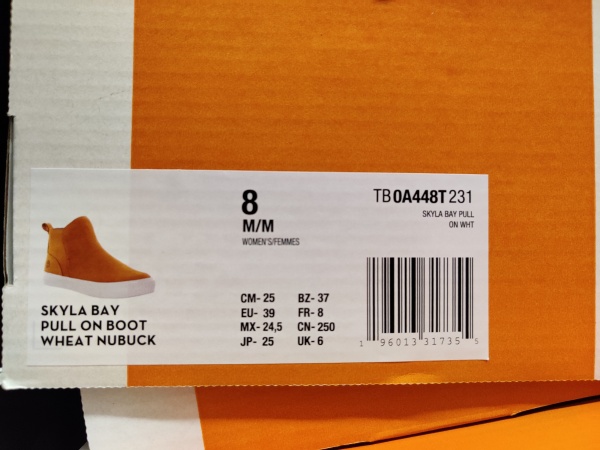 8
M/M
WOMEN'S/FEMMES
TB0A448T231
SKYLA BAY PULL
ON WHT
SKYLA BAY
PULL ON BOOT
WHEAT NUBUCK
CM- 25 BZ- 37
EU- 39 FR- 8
MX- 24,5 CN- 250
JP- 25 UK- 6
1 96013 31735 5